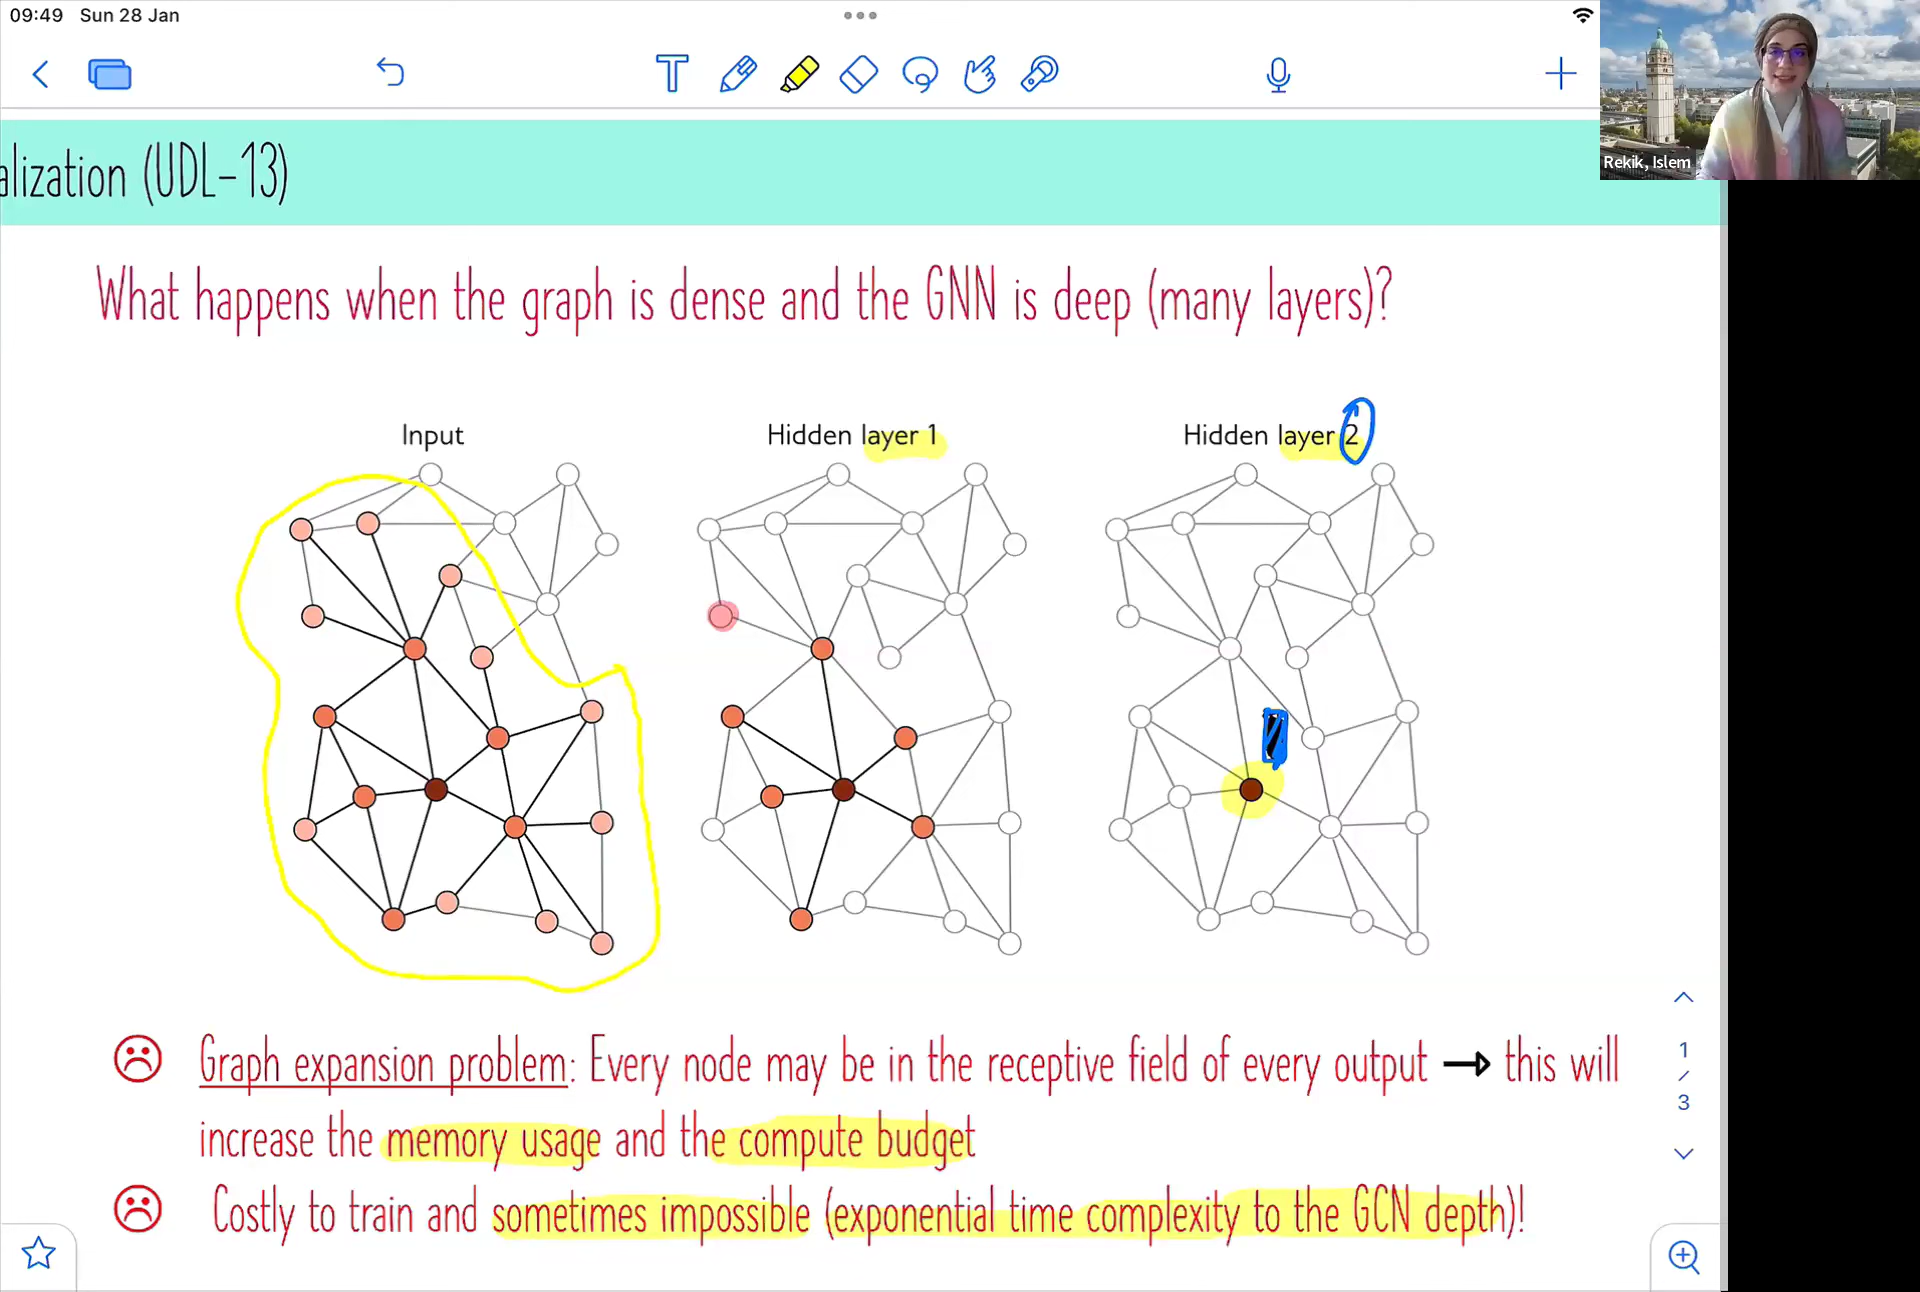 09:49 Sun 28 Jan
Rekik, Islem
alization (UDL-13)
What happens when the graph is dense and the GNN is deep (many layers)?
Input
Hidden layer 1
Hidden layer 2
Graph expansion problem: Every node may be in the receptive field of every output → this will
increase the memory usage and the compute budget
Costly to train and sometimes impossible (exponential time complexity to the GCN depth)!
1
/
3